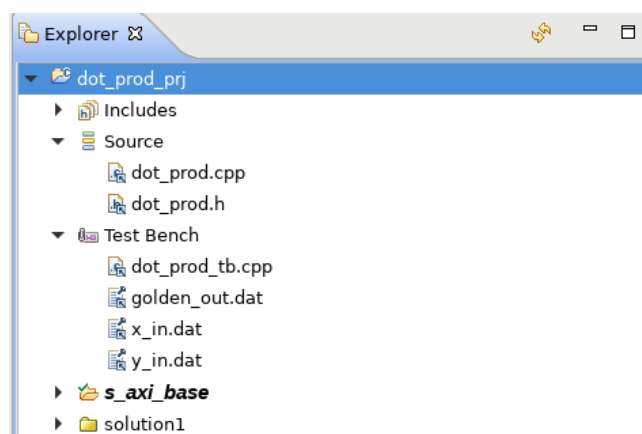 Explorer
dot_prod_prj
Includes
Source
dot_prod.cpp
dot_prod.h
Test Bench
dot_prod_tb.cpp
golden_out.dat
x_in.dat
y_in.dat
s_axi_base
solution1